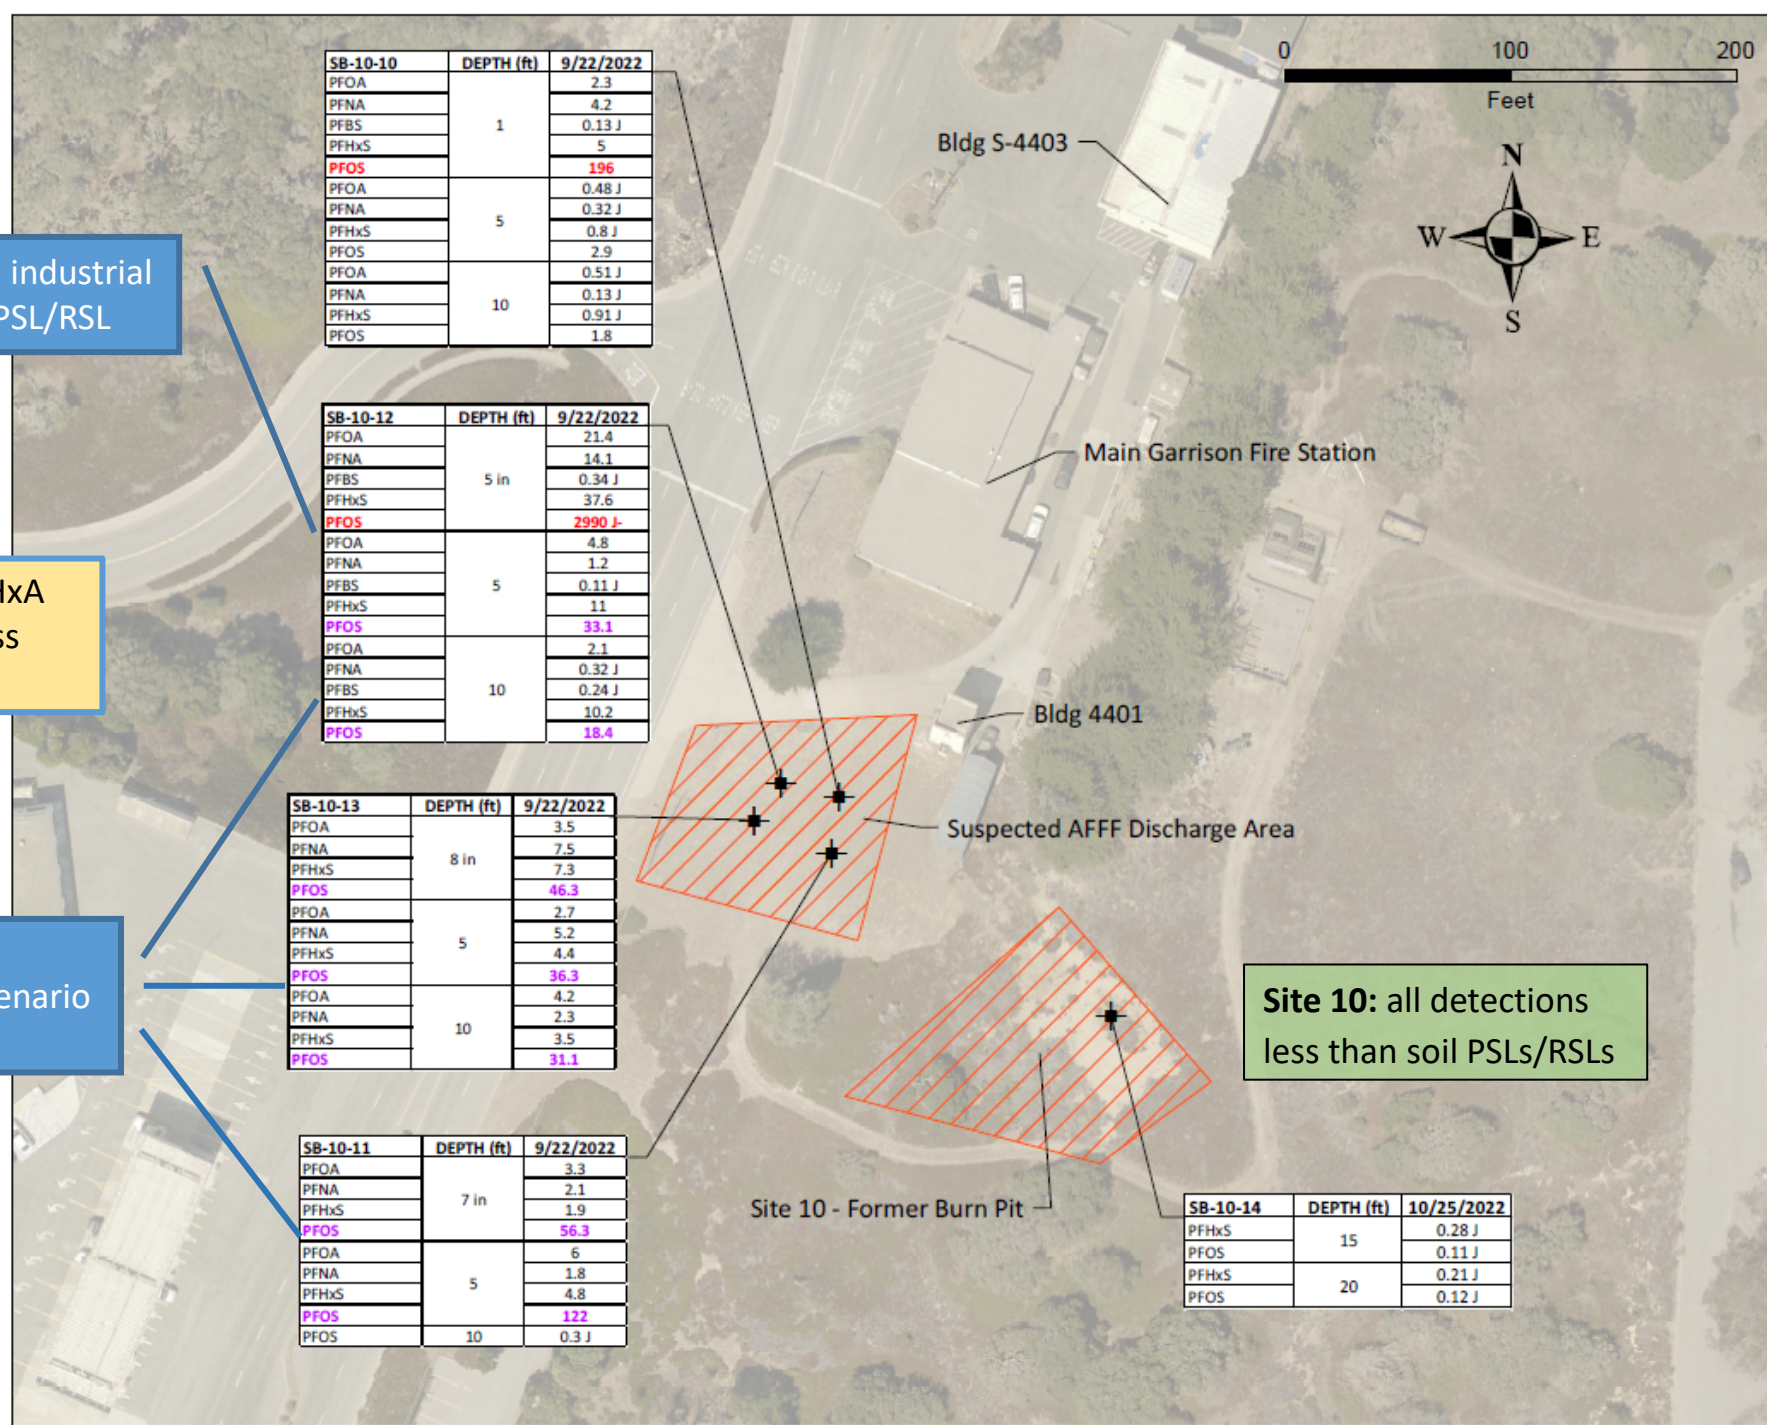 SB-10-10 DEPTH (ft) 9/22/2022
PFOA 1 2.3
PFNA 4.2
PFBS 0.13 J
PFHxS 5
PFOS 196
PFOA 5 0.48 J
PFNA 0.32 J
PFHxS 0.8 J
PFOS 2.9
PFOA 10 0.51 J
PFNA 0.13 J
PFHxS 0.91 J
PFOS 1.8
0 100 200
Feet
N
W E
S
Bldg S-4403
industrial
PSL/RSL
SB-10-12 DEPTH (ft) 9/22/2022
PFOA 5 in 21.4
PFNA 14.1
PFBS 0.34 J
PFHxS 37.6
PFOS 2990 J-
PFOA 5 4.8
PFNA 1.2
PFBS 0.11 J
PFHxS 11
PFOS 33.1
PFOA 10 2.1
PFNA 0.32 J
PFBS 0.24 J
PFHxS 10.2
PFOS 18.4
Main Garrison Fire Station
HxA
ss
Bldg 4401
Suspected AFFF Discharge Area
SB-10-13 DEPTH (ft) 9/22/2022
PFOA 8 in 3.5
PFNA 7.5
PFHxS 7.3
PFOS 46.3
PFOA 5 2.7
PFNA 5.2
PFHxS 4.4
PFOS 36.3
PFOA 10 4.2
PFNA 2.3
PFHxS 3.5
PFOS 31.1
enario
Site 10: all detections
less than soil PSLs/RSLs
SB-10-11 DEPTH (ft) 9/22/2022
PFOA 7 in 3.3
PFNA 2.1
PFHxS 1.9
PFOS 56.3
PFOA 5 6
PFNA 1.8
PFHxS 4.8
PFOS 122
PFOS 10 0.3 J
Site 10 - Former Burn Pit
SB-10-14 DEPTH (ft) 10/25/2022
PFHxS 15 0.28 J
PFOS 0.11 J
PFHxS 20 0.21 J
PFOS 0.12 J